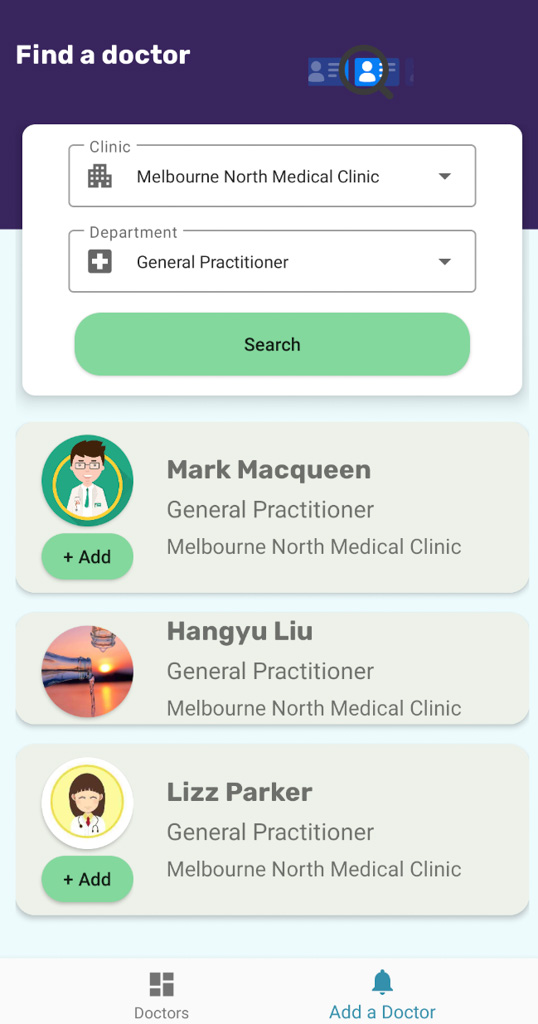 Find a doctor
Clinic
Melbourne North Medical Clinic
Department
General Practitioner
Search
Mark Macqueen
General Practitioner
Melbourne North Medical Clinic
+ Add
Hangyu Liu
General Practitioner
Melbourne North Medical Clinic
Lizz Parker
General Practitioner
Melbourne North Medical Clinic
+ Add
Doctors
Add a Doctor